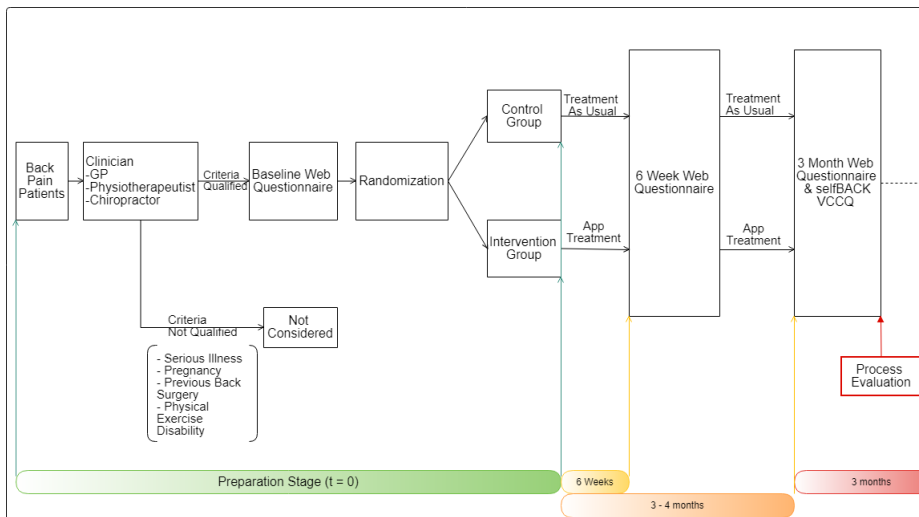 Back
Pain
Patients
Clinician
-GP
-Physiotherapeutist
-Chiropractor
Criteria
Qualified
Baseline Web
Questionnaire
Randomization
Control
Group
Intervention
Group
Treatment
As Usual
App
Treatment
6 Week Web
Questionnaire
Treatment
As Usual
App
Treatment
3 Month Web
Questionnaire
& selfBACK
VCCQ
Criteria
Not Qualified
Not
Considered
- Serious Illness
- Pregnancy
- Previous Back
Surgery
- Physical
Exercise
Disability
Process
Evaluation
Preparation Stage (t = 0)
6 Weeks
3 months
3 - 4 months